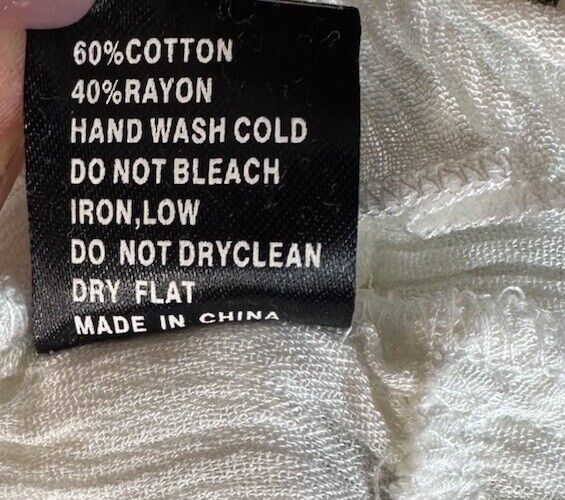 60%COTTON
40%RAYON
HAND WASH COLD
DO NOT BLEACH
IRON,LOW
DO NOT DRYCLEAN
DRY FLAT
MADE IN CHINA